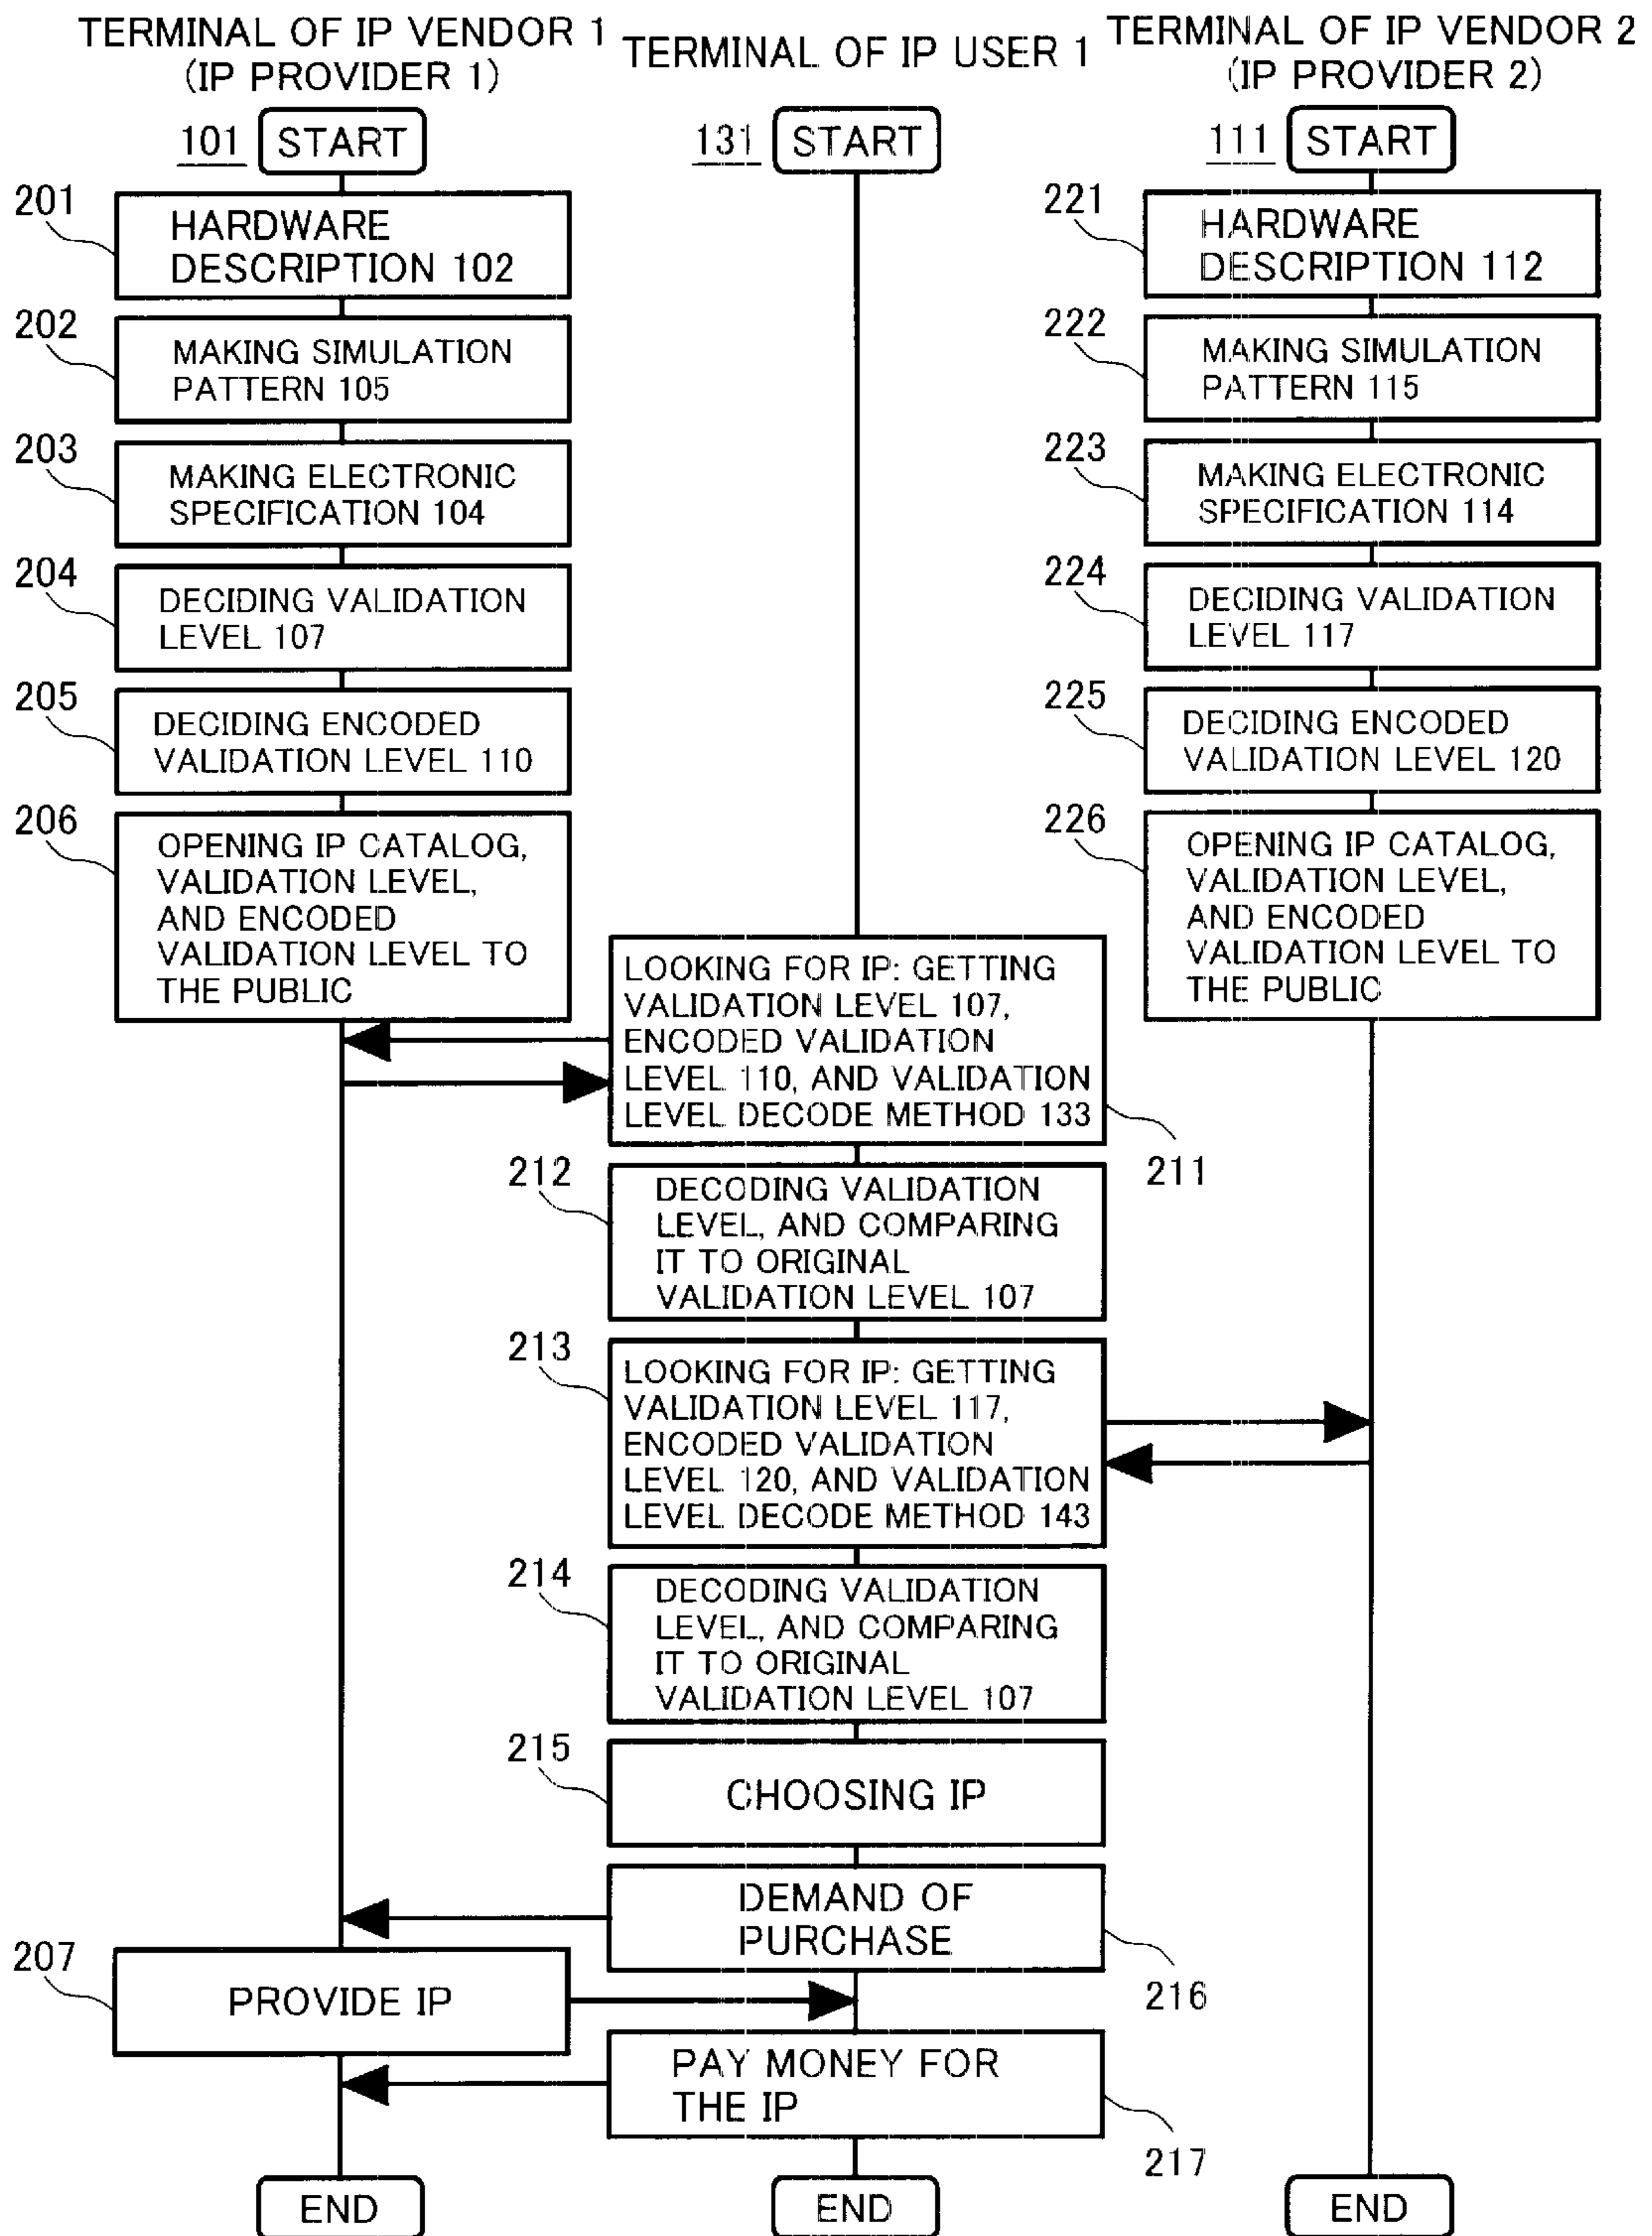 TERMINAL OF IP VENDOR 1
(IP PROVIDER 1)
101 START
201
HARDWARE
DESCRIPTION 102
202
MAKING SIMULATION
PATTERN 105
203
MAKING ELECTRONIC
SPECIFICATION 104
204
DECIDING VALIDATION
LEVEL 107
205
DECIDING ENCODED
VALIDATION LEVEL 110
206
OPENING IP CATALOG,
VALIDATION LEVEL,
AND ENCODED
VALIDATION LEVEL TO
THE PUBLIC
207
PROVIDE IP
END
TERMINAL OF IP USER 1
131 START
LOOKING FOR IP: GETTING
VALIDATION LEVEL 107,
ENCODED VALIDATION
LEVEL 110, AND VALIDATION
LEVEL DECODE METHOD 133
211
212
DECODING VALIDATION
LEVEL, AND COMPARING
IT TO ORIGINAL
VALIDATION LEVEL 107
213
LOOKING FOR IP: GETTING
VALIDATION LEVEL 117,
ENCODED VALIDATION
LEVEL 120, AND VALIDATION
LEVEL DECODE METHOD 143
214
DECODING VALIDATION
LEVEL, AND COMPARING
IT TO ORIGINAL
VALIDATION LEVEL 107
215
CHOOSING IP
DEMAND OF
PURCHASE
216
PAY MONEY FOR
THE IP
217
END
TERMINAL OF IP VENDOR 2
(IP PROVIDER 2)
111 START
221
HARDWARE
DESCRIPTION 112
222
MAKING SIMULATION
PATTERN 115
223
MAKING ELECTRONIC
SPECIFICATION 114
224
DECIDING VALIDATION
LEVEL 117
225
DECIDING ENCODED
VALIDATION LEVEL 120
226
OPENING IP CATALOG,
VALIDATION LEVEL,
AND ENCODED
VALIDATION LEVEL TO
THE PUBLIC
END